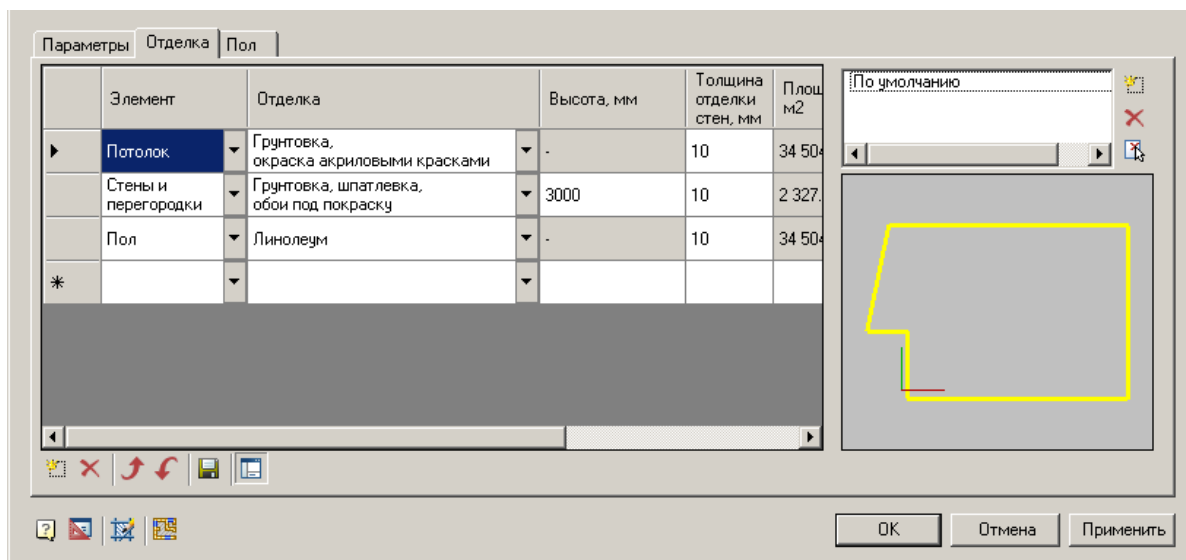 Параметры Отделка Пол
Элемент Отделка Высота, мм Толщина отделки стен, мм Площ м2
По умолчанию
Потолок Грунтовка, - 10 34 504
окраска акриловыми красками
Стены и перегородки Грунтовка, шпатлевка, 3000 10 2 327.
обои под покраску
Пол Линолеум - 10 34 504
*
OK Отмена Применить